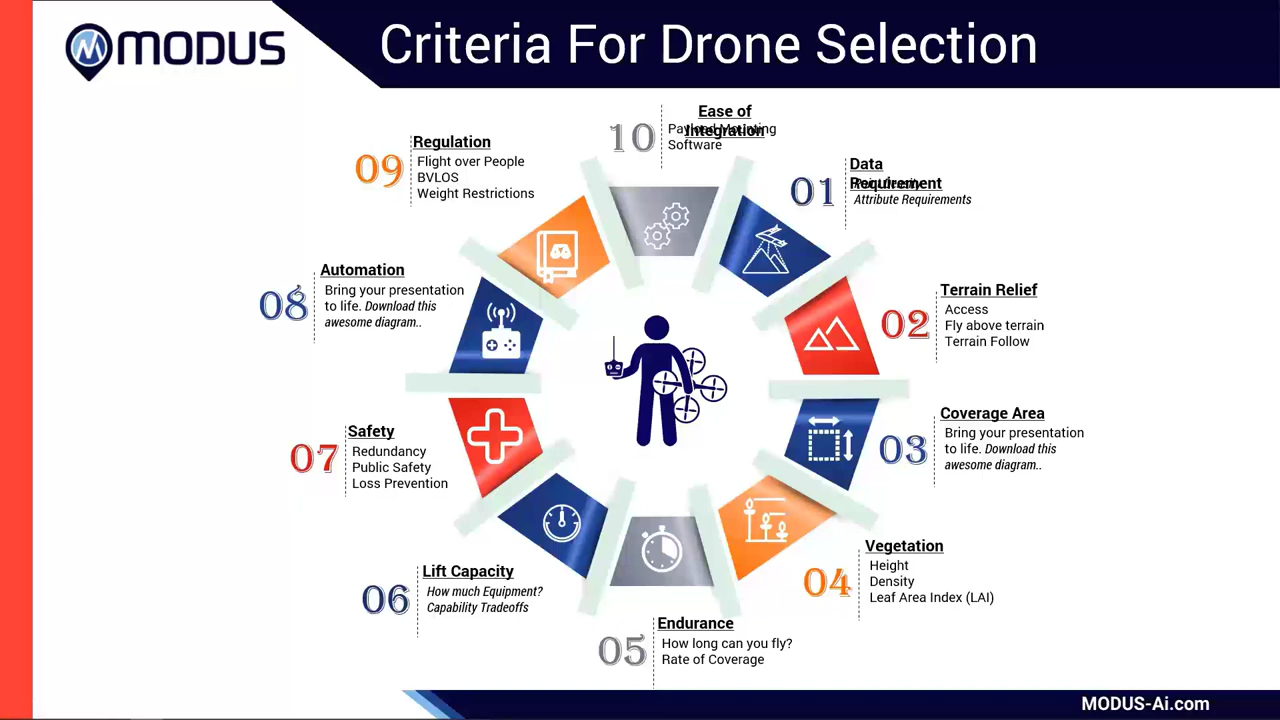 MODUS
Criteria For Drone Selection
10
Ease of
Integration
Payload Mounting
Software
01
Data
Requirement
Attribute Requirements
02
Terrain Relief
Access
Fly above terrain
Terrain Follow
03
Coverage Area
Bring your presentation
to life. Download this
awesome diagram..
04
Vegetation
Height
Density
Leaf Area Index (LAI)
05
Endurance
How long can you fly?
Rate of Coverage
06
Lift Capacity
How much Equipment?
Capability Tradeoffs
07
Safety
Redundancy
Public Safety
Loss Prevention
08
Automation
Bring your presentation
to life. Download this
awesome diagram..
09
Regulation
Flight over People
BVLOS
Weight Restrictions
MODUS-Ai.com